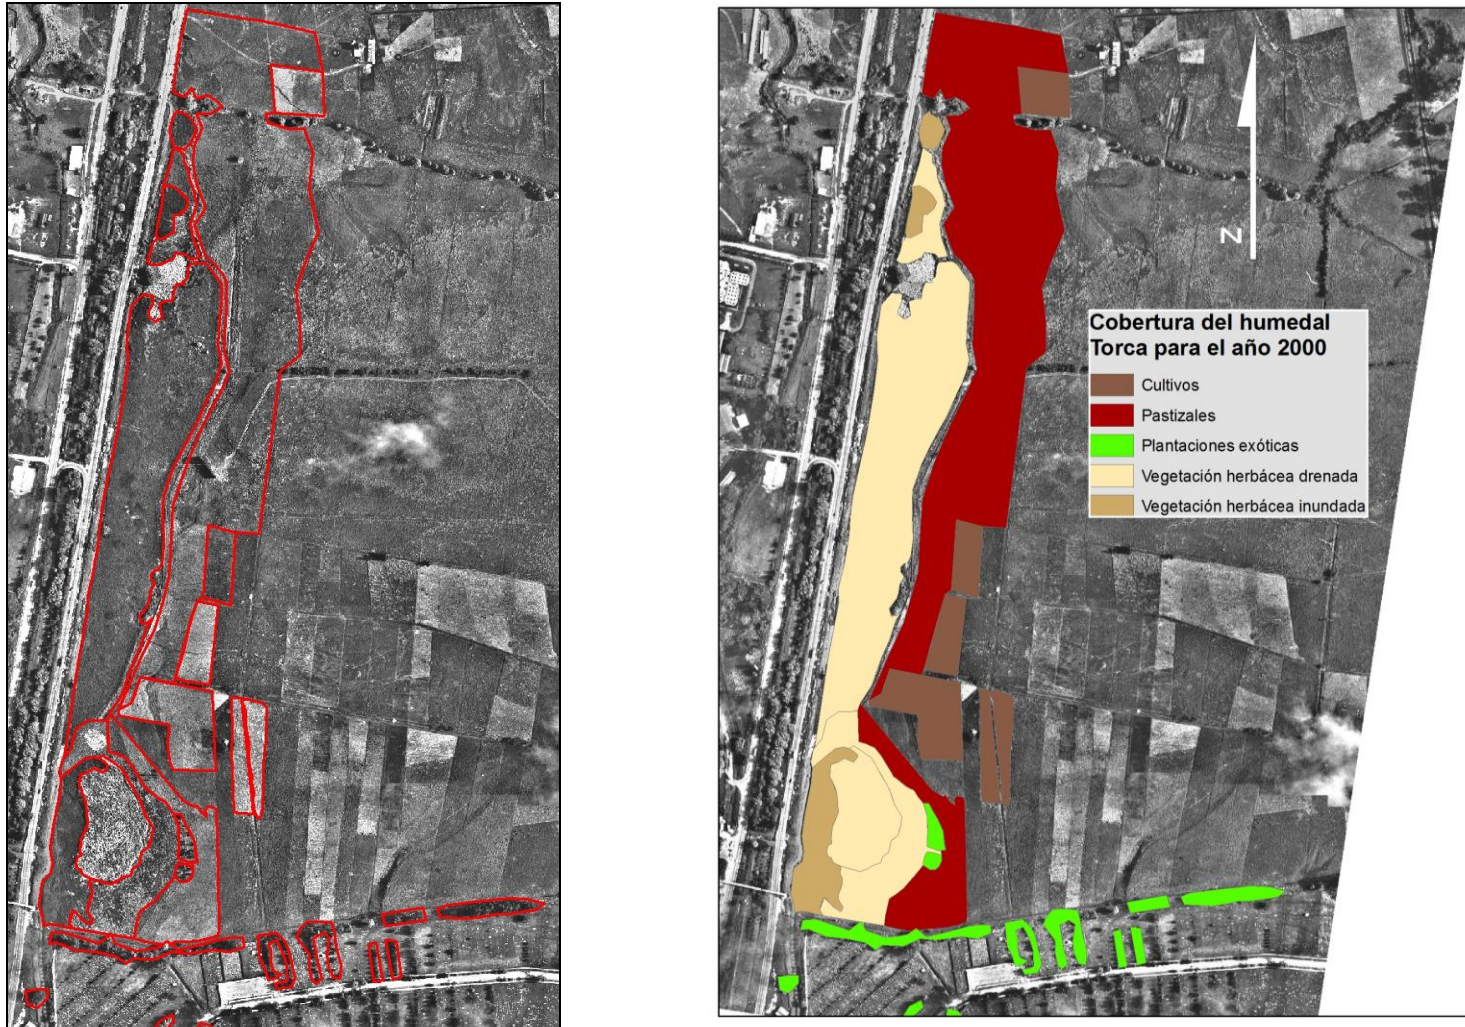 N
Cobertura del humedal
Torca para el año 2000
Cultivos
Pastizales
Plantaciones exóticas
Vegetación herbácea drenada
Vegetación herbácea inundada